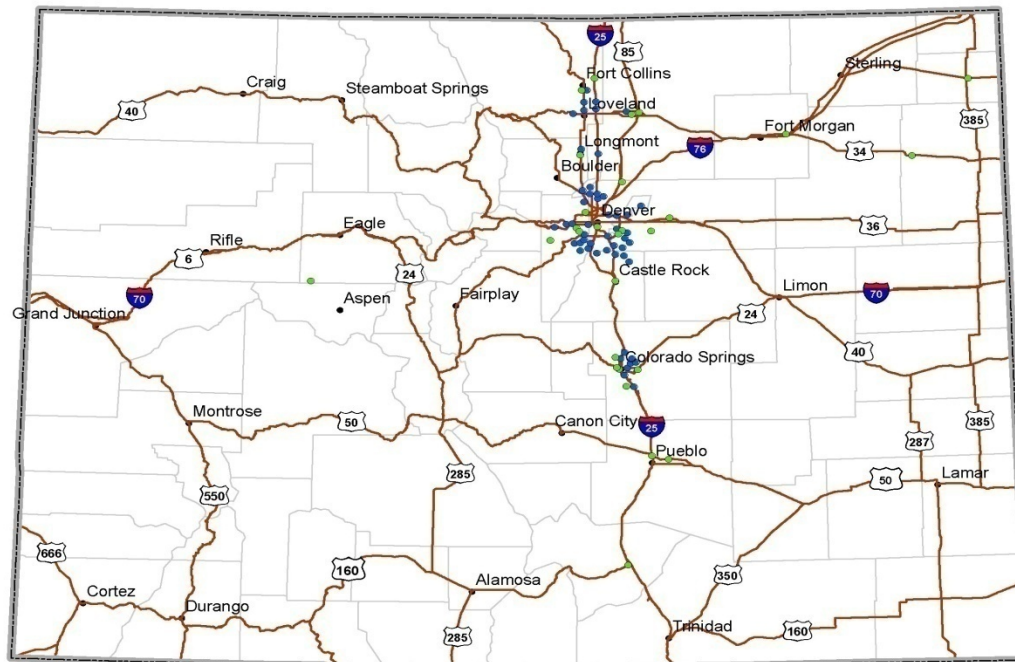 25
85
Fort Collins
Sterling
Craig
Steamboat Springs
40
Loveland
385
Fort Morgan
Longmont
76
34
Boulder
Denver
36
Eagle
Rifle
6
24
Castle Rock
70
Aspen
Fairplay
Limon
70
Grand Junction
24
Colorado Springs
40
Montrose
50
Canon City
25
385
287
Pueblo
285
50
Lamar
550
666
160
350
Cortez
Durango
Alamosa
285
Trinidad
160